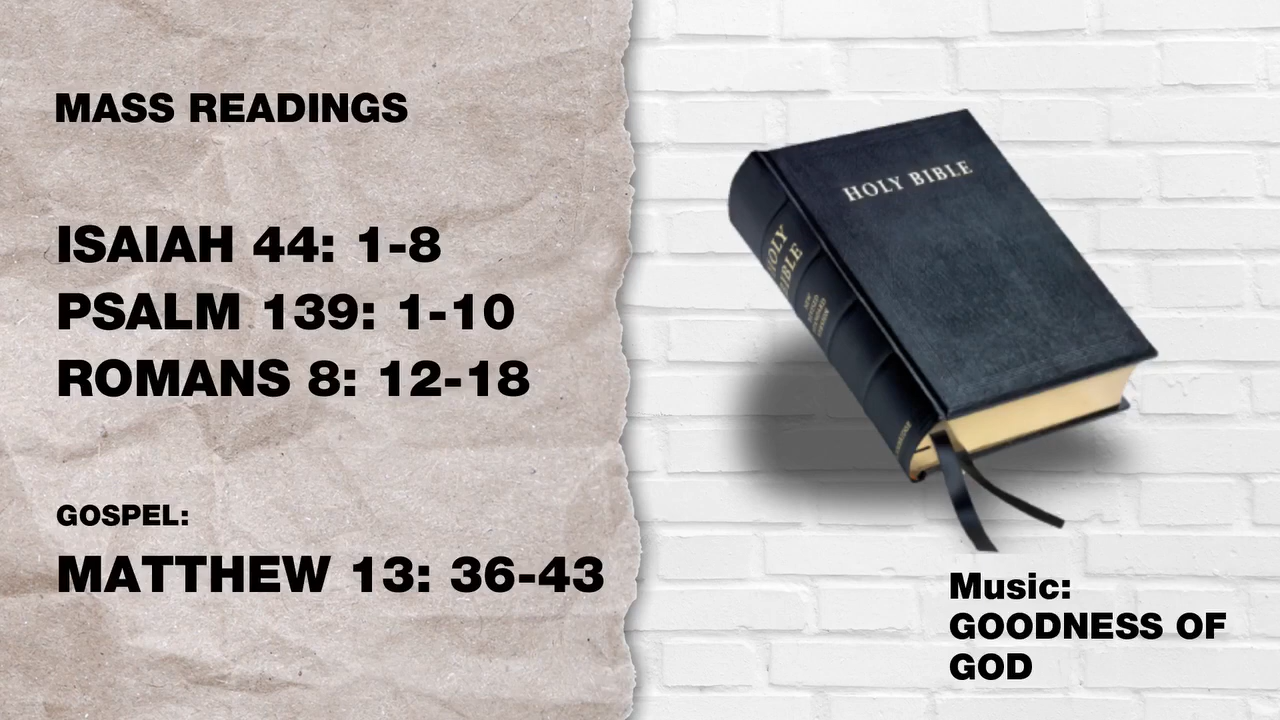 MASS READINGS
ISAIAH 44: 1-8
PSALM 139: 1-10
ROMANS 8: 12-18
GOSPEL:
MATTHEW 13: 36-43
HOLY BIBLE
HOLY
BIBLE
Music:
GOODNESS OF
GOD